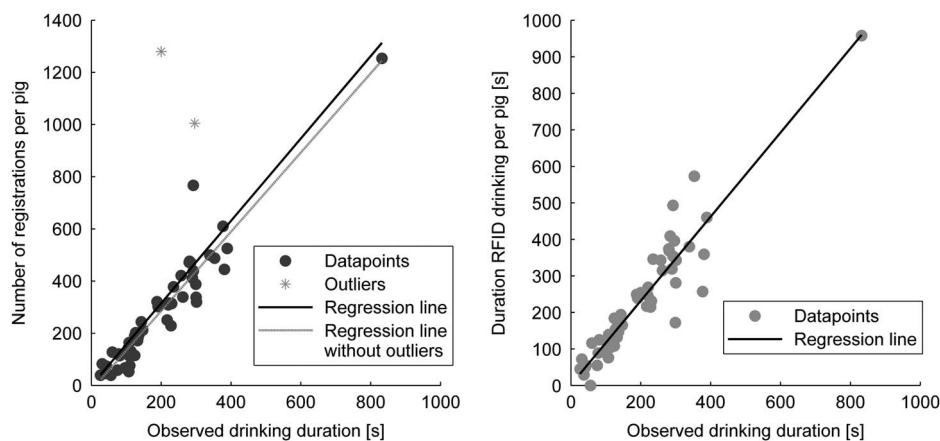 1400
1200
1000
800
600
400
200
0
Number of registrations per pig
Datapoints
Outliers
Regression line
Regression line
without outliers
0 200 400 600 800 1000
Observed drinking duration [s]
1000
900
800
700
600
500
400
300
200
100
0
Duration RFID drinking per pig [s]
Datapoints
Regression line
0 200 400 600 800 1000
Observed drinking duration [s]